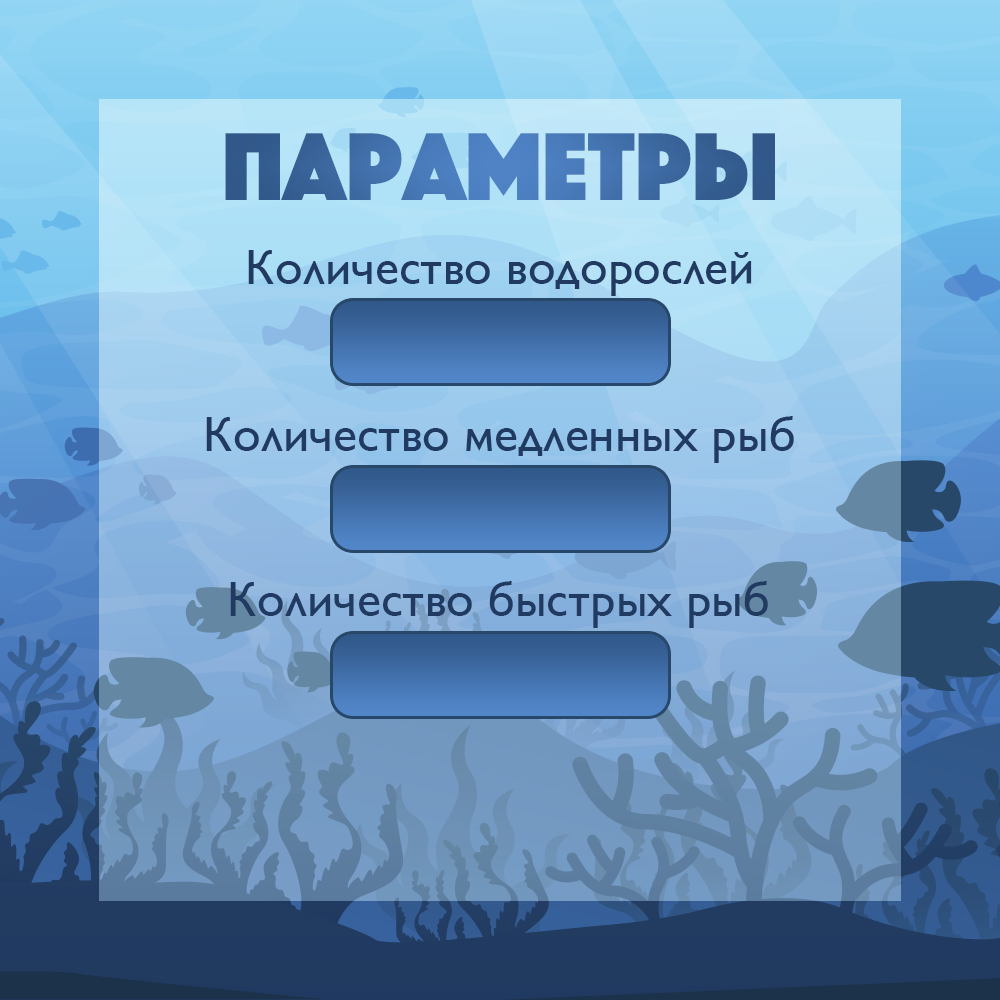 ПАРАМЕТРЫ
Количество водорослей
Количество медленных рыб
Количество быстрых рыб